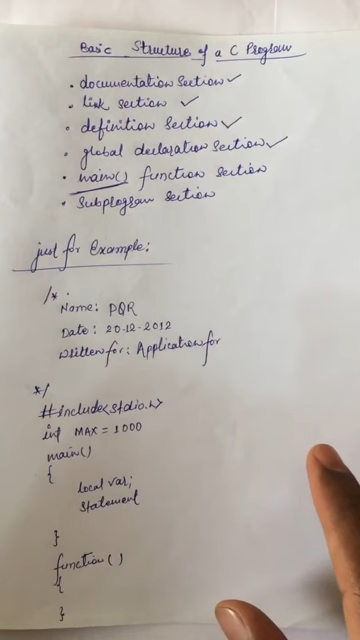 Basic Structure of a C Program
• documentation section ✓
• link section ✓
• definition section ✓
• global declaration section ✓
• main() function section
• Subprogram section
just for Example:
/*
Name: PQR
Date: 20-12-2012
Written for: Application for
*/
#include<stdio.h>
int MAX = 1000
main()
{
local var;
statement
}
function()
{
}